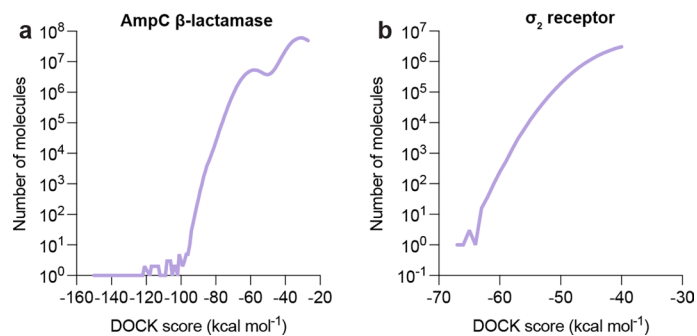 a
AmpC β-lactamase
Number of molecules
10⁸
10⁷
10⁶
10⁵
10⁴
10³
10²
10¹
10⁰
-160 -140 -120 -100 -80 -60 -40 -20
DOCK score (kcal mol⁻¹)
b
σ₂ receptor
Number of molecules
10⁷
10⁶
10⁵
10⁴
10³
10²
10¹
10⁰
10⁻¹
-70 -60 -50 -40 -30
DOCK score (kcal mol⁻¹)